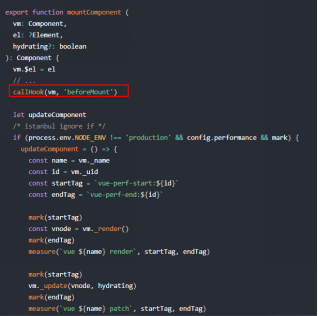 export function mountComponent (
vm: Component,
el: ?Element,
hydrating?: boolean
): Component {
vm.$el = el
// ...
callHook(vm, 'beforeMount')
let updateComponent
/* istanbul ignore if */
if (process.env.NODE_ENV !== 'production' && config.performance && mark) {
updateComponent = () => {
const name = vm._name
const id = vm._uid
const startTag = `vue-perf-start:${id}`
const endTag = `vue-perf-end:${id}`
mark(startTag)
const vnode = vm._render()
mark(endTag)
measure(`vue ${name} render`, startTag, endTag)
mark(startTag)
vm._update(vnode, hydrating)
mark(endTag)
measure(`vue ${name} patch`, startTag, endTag)